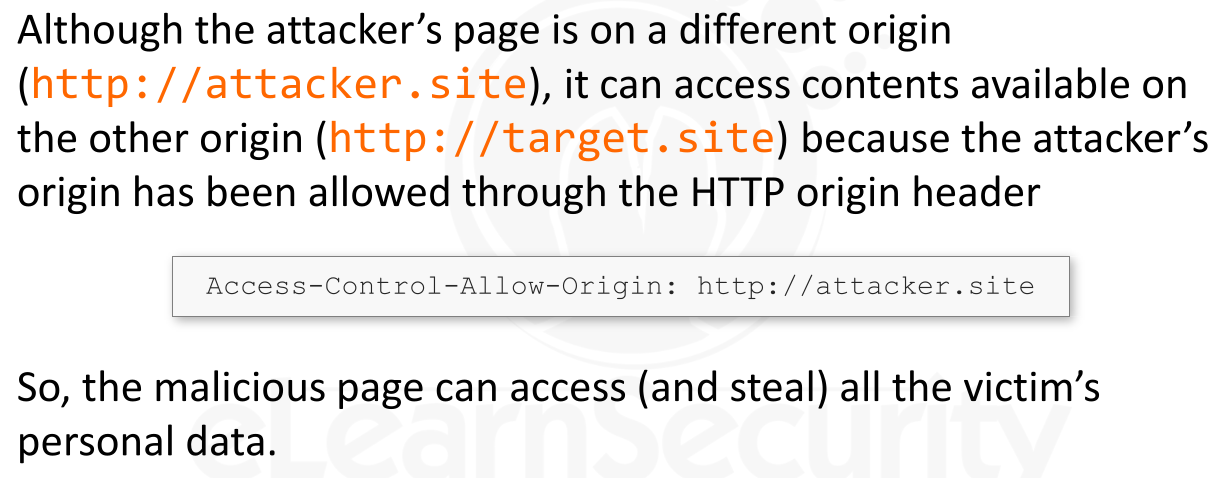 Although the attacker’s page is on a different origin
(http://attacker.site), it can access contents available on
the other origin (http://target.site) because the attacker’s
origin has been allowed through the HTTP origin header
Access-Control-Allow-Origin: http://attacker.site
So, the malicious page can access (and steal) all the victim’s
personal data.
eLearnSecurity